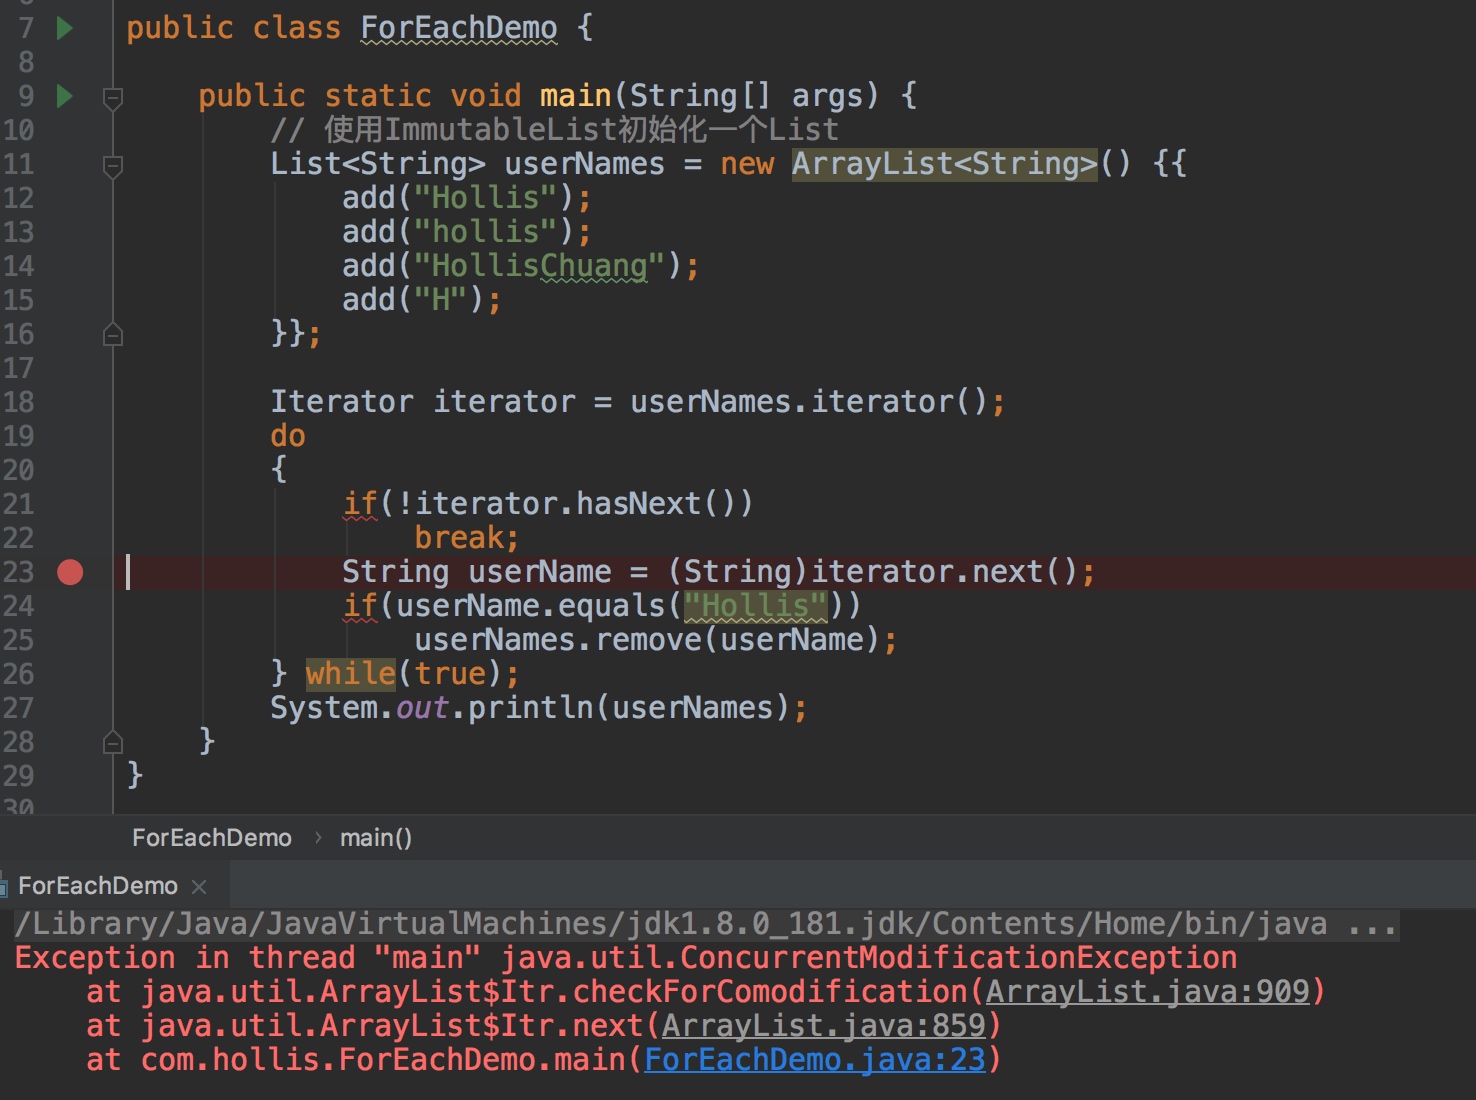 7 public class ForEachDemo {
8
9 public static void main(String[] args) {
10 // 使用ImmutableList初始化一个List
11 List<String> userNames = new ArrayList<String>() {{
12 add("Hollis");
13 add("hollis");
14 add("HollisChuang");
15 add("H");
16 }};
17
18 Iterator iterator = userNames.iterator();
19 do
20 {
21 if(!iterator.hasNext())
22 break;
23 String userName = (String)iterator.next();
24 if(userName.equals("Hollis"))
25 userNames.remove(userName);
26 } while(true);
27 System.out.println(userNames);
28 }
29 }
30
ForEachDemo › main()
ForEachDemo ×
/Library/Java/JavaVirtualMachines/jdk1.8.0_181.jdk/Contents/Home/bin/java ...
Exception in thread "main" java.util.ConcurrentModificationException
at java.util.ArrayList$Itr.checkForComodification(ArrayList.java:909)
at java.util.ArrayList$Itr.next(ArrayList.java:859)
at com.hollis.ForEachDemo.main(ForEachDemo.java:23)